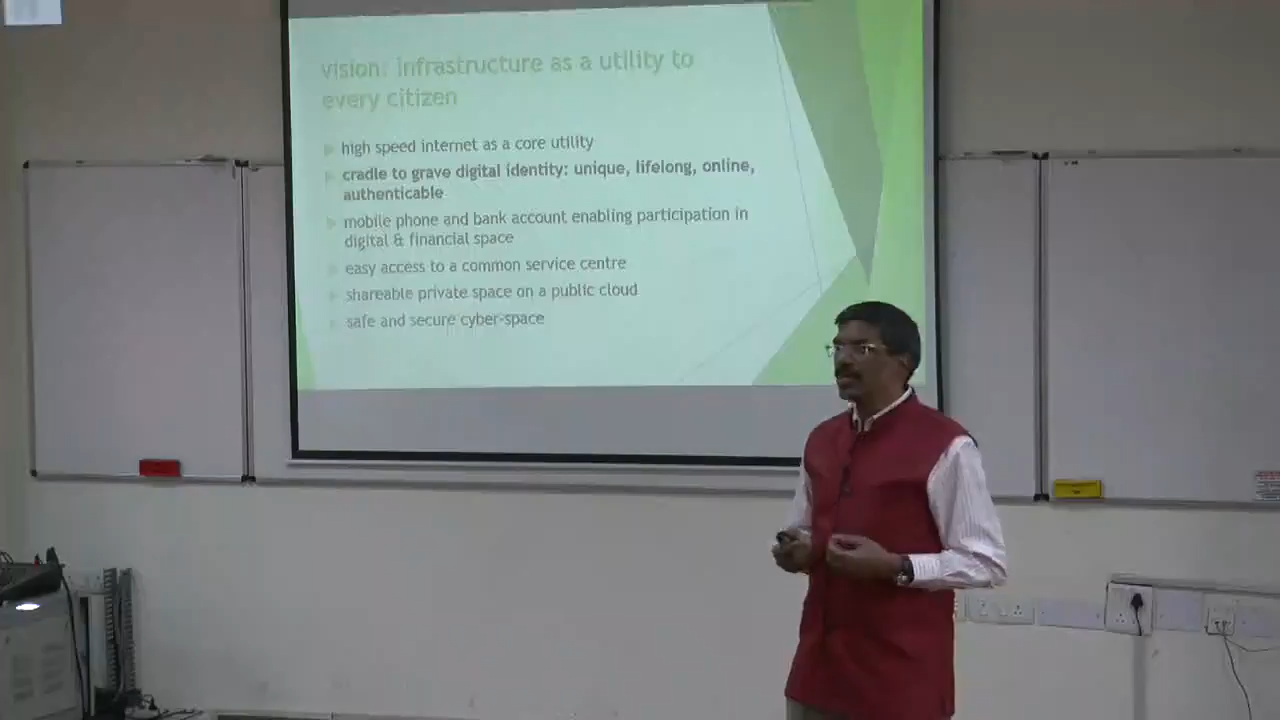 vision: infrastructure as a utility to
every citizen
high speed internet as a core utility
cradle to grave digital identity: unique, lifelong, online,
authenticable
mobile phone and bank account enabling participation in
digital & financial space
easy access to a common service centre
shareable private space on a public cloud
safe and secure cyber-space